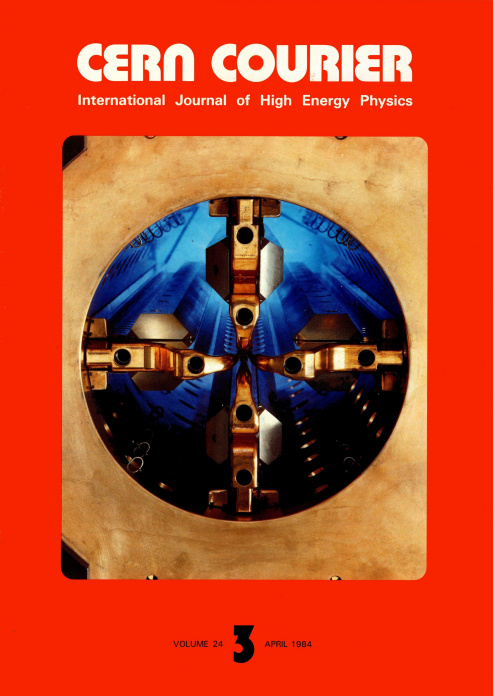 CERN COURIER
International Journal of High Energy Physics
VOLUME 24 3 APRIL 1984